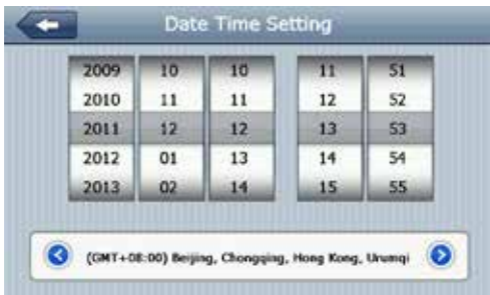 Date Time Setting
2009 10 10 11 51
2010 11 11 12 52
2011 12 12 13 53
2012 01 13 14 54
2013 02 14 15 55
(GMT+08:00) Beijing, Chongqing, Hong Kong, Urumqi